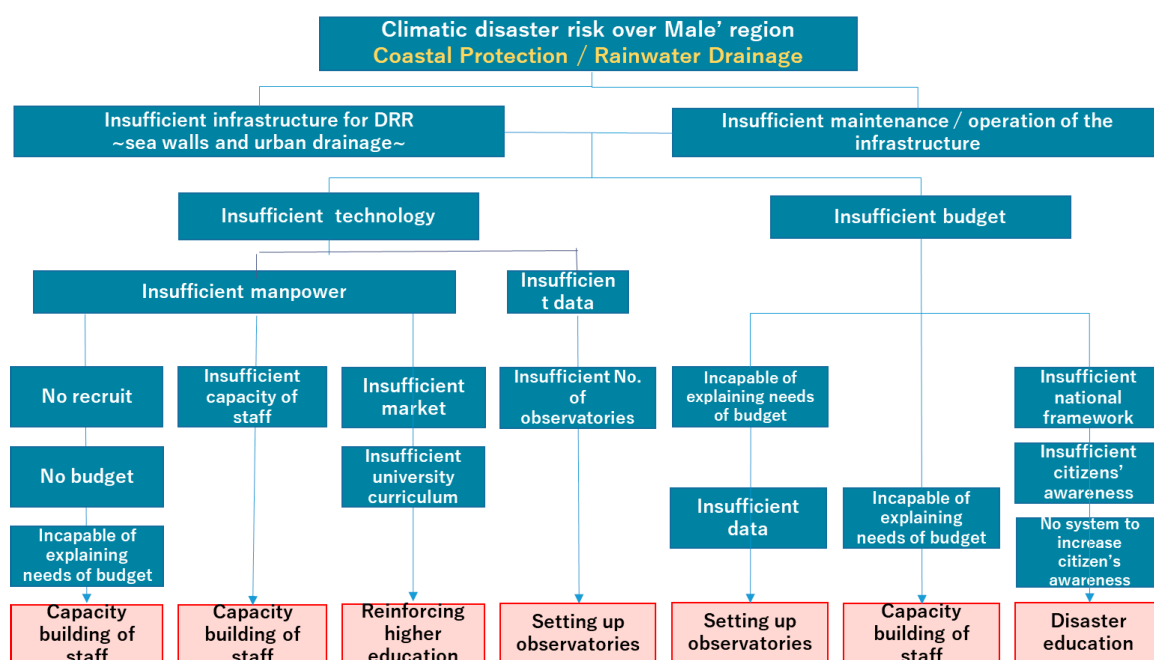 Climatic disaster risk over Male’ region
Coastal Protection / Rainwater Drainage
Insufficient infrastructure for DRR
~sea walls and urban drainage~
Insufficient maintenance / operation of the
infrastructure
Insufficient technology
Insufficient budget
Insufficient manpower
Insufficien
t data
No recruit
Insufficient
capacity of
staff
Insufficient
market
Insufficient No.
of
observatories
Incapable of
explaining needs
of budget
Insufficient
national
framework
No budget
Insufficient
university
curriculum
Insufficient
citizens’
awareness
Insufficient
data
Incapable of
explaining
needs of budget
Incapable of
explaining
needs of budget
No system to
increase
citizen’s
awareness
Capacity
building of
staff
Capacity
building of
staff
Reinforcing
higher
education
Setting up
observatories
Setting up
observatories
Capacity
building of
staff
Disaster
education